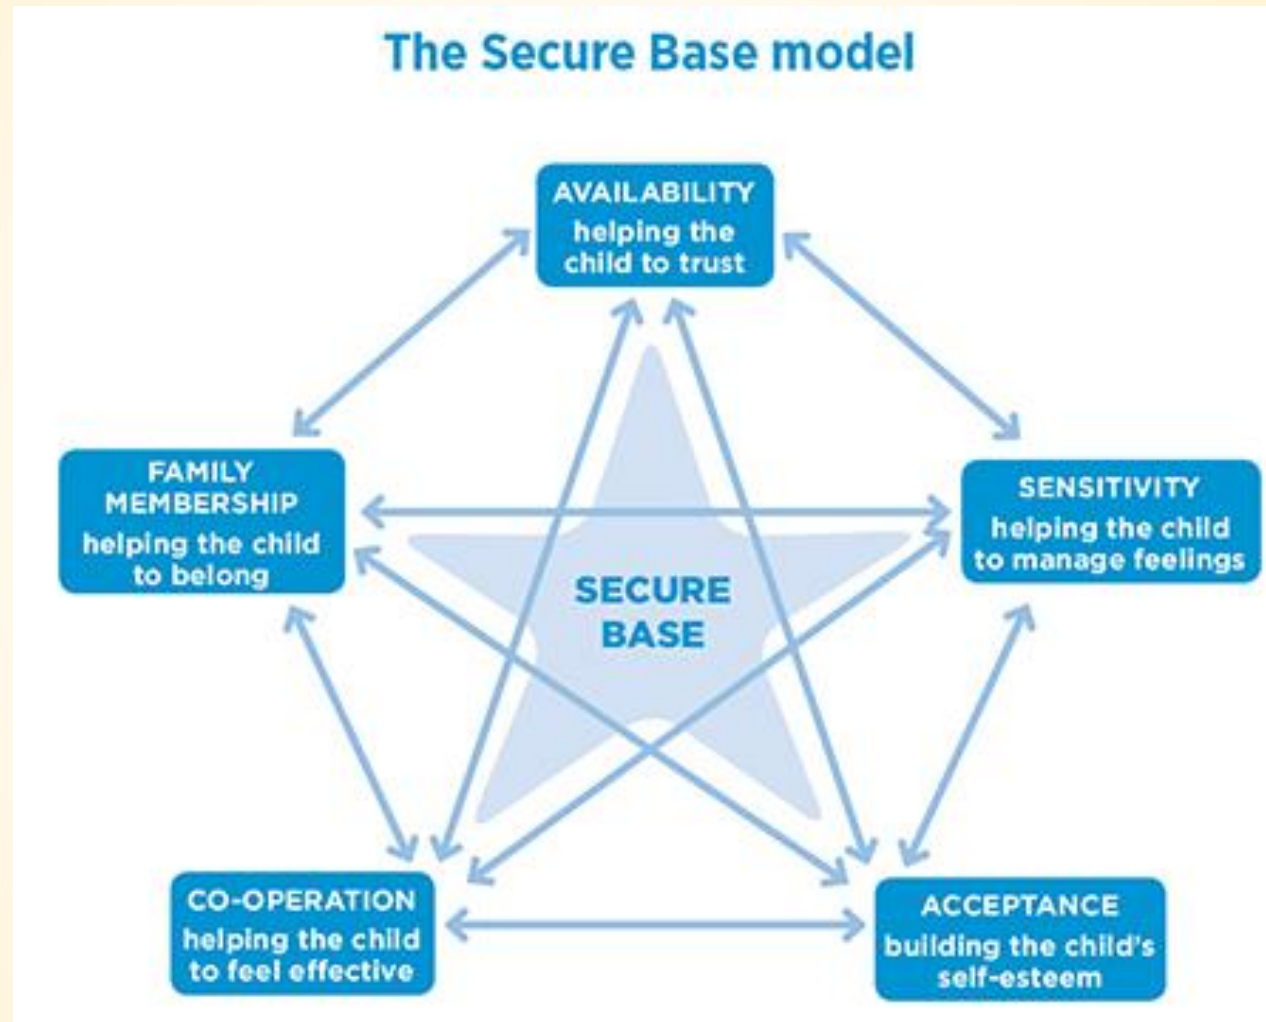 The Secure Base model
AVAILABILITY
helping the
child to trust
FAMILY
MEMBERSHIP
helping the child
to belong
SENSITIVITY
helping the child
to manage feelings
SECURE
BASE
CO-OPERATION
helping the child
to feel effective
ACCEPTANCE
building the child's
self-esteem